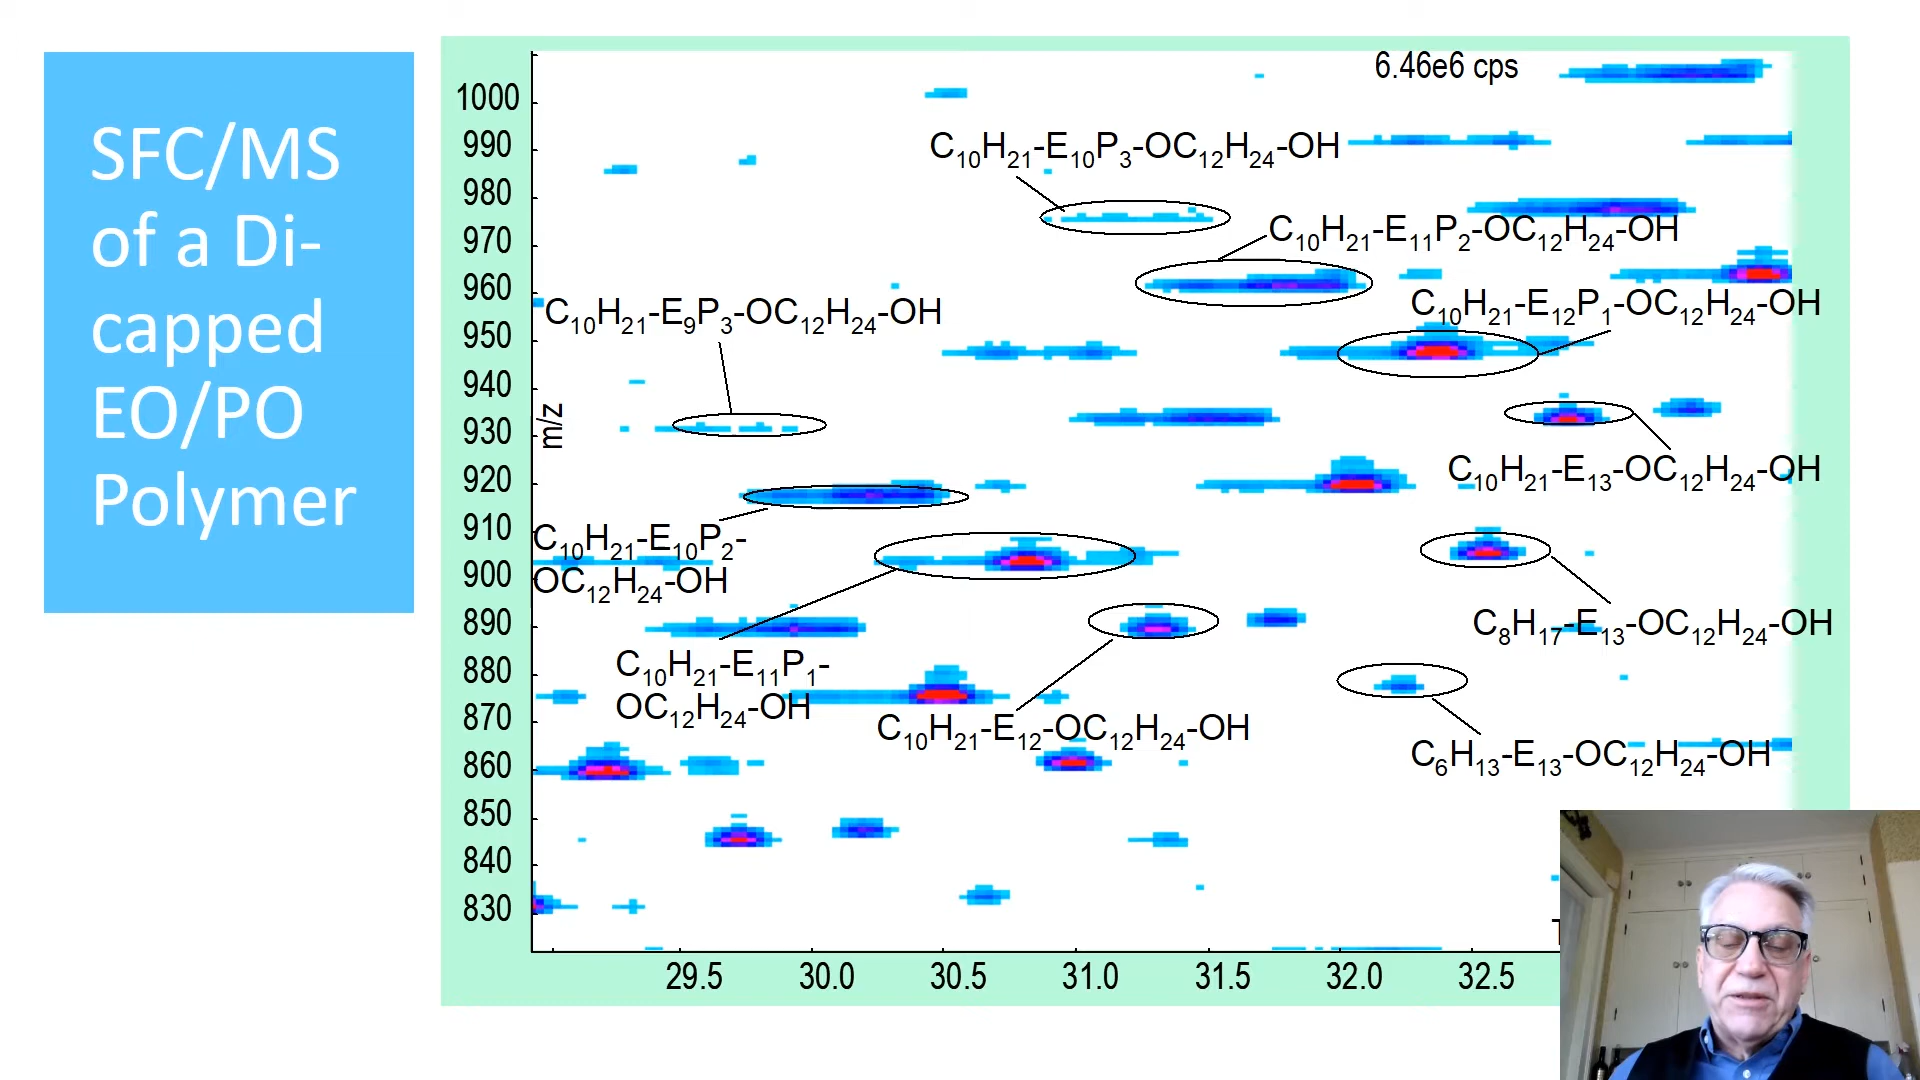 SFC/MS
of a Di-
capped
EO/PO
Polymer
6.46e6 cps
1000
990
980
970
960
950
940
930
920
910
900
890
880
870
860
850
840
830
m/z
C10H21-E10P3-OC12H24-OH
C10H21-E11P2-OC12H24-OH
C10H21-E9P3-OC12H24-OH
C10H21-E12P1-OC12H24-OH
C10H21-E13-OC12H24-OH
C10H21-E10P2-
OC12H24-OH
C8H17-E13-OC12H24-OH
C10H21-E11P1-
OC12H24-OH
C10H21-E12-OC12H24-OH
C6H13-E13-OC12H24-OH
29.5
30.0
30.5
31.0
31.5
32.0
32.5